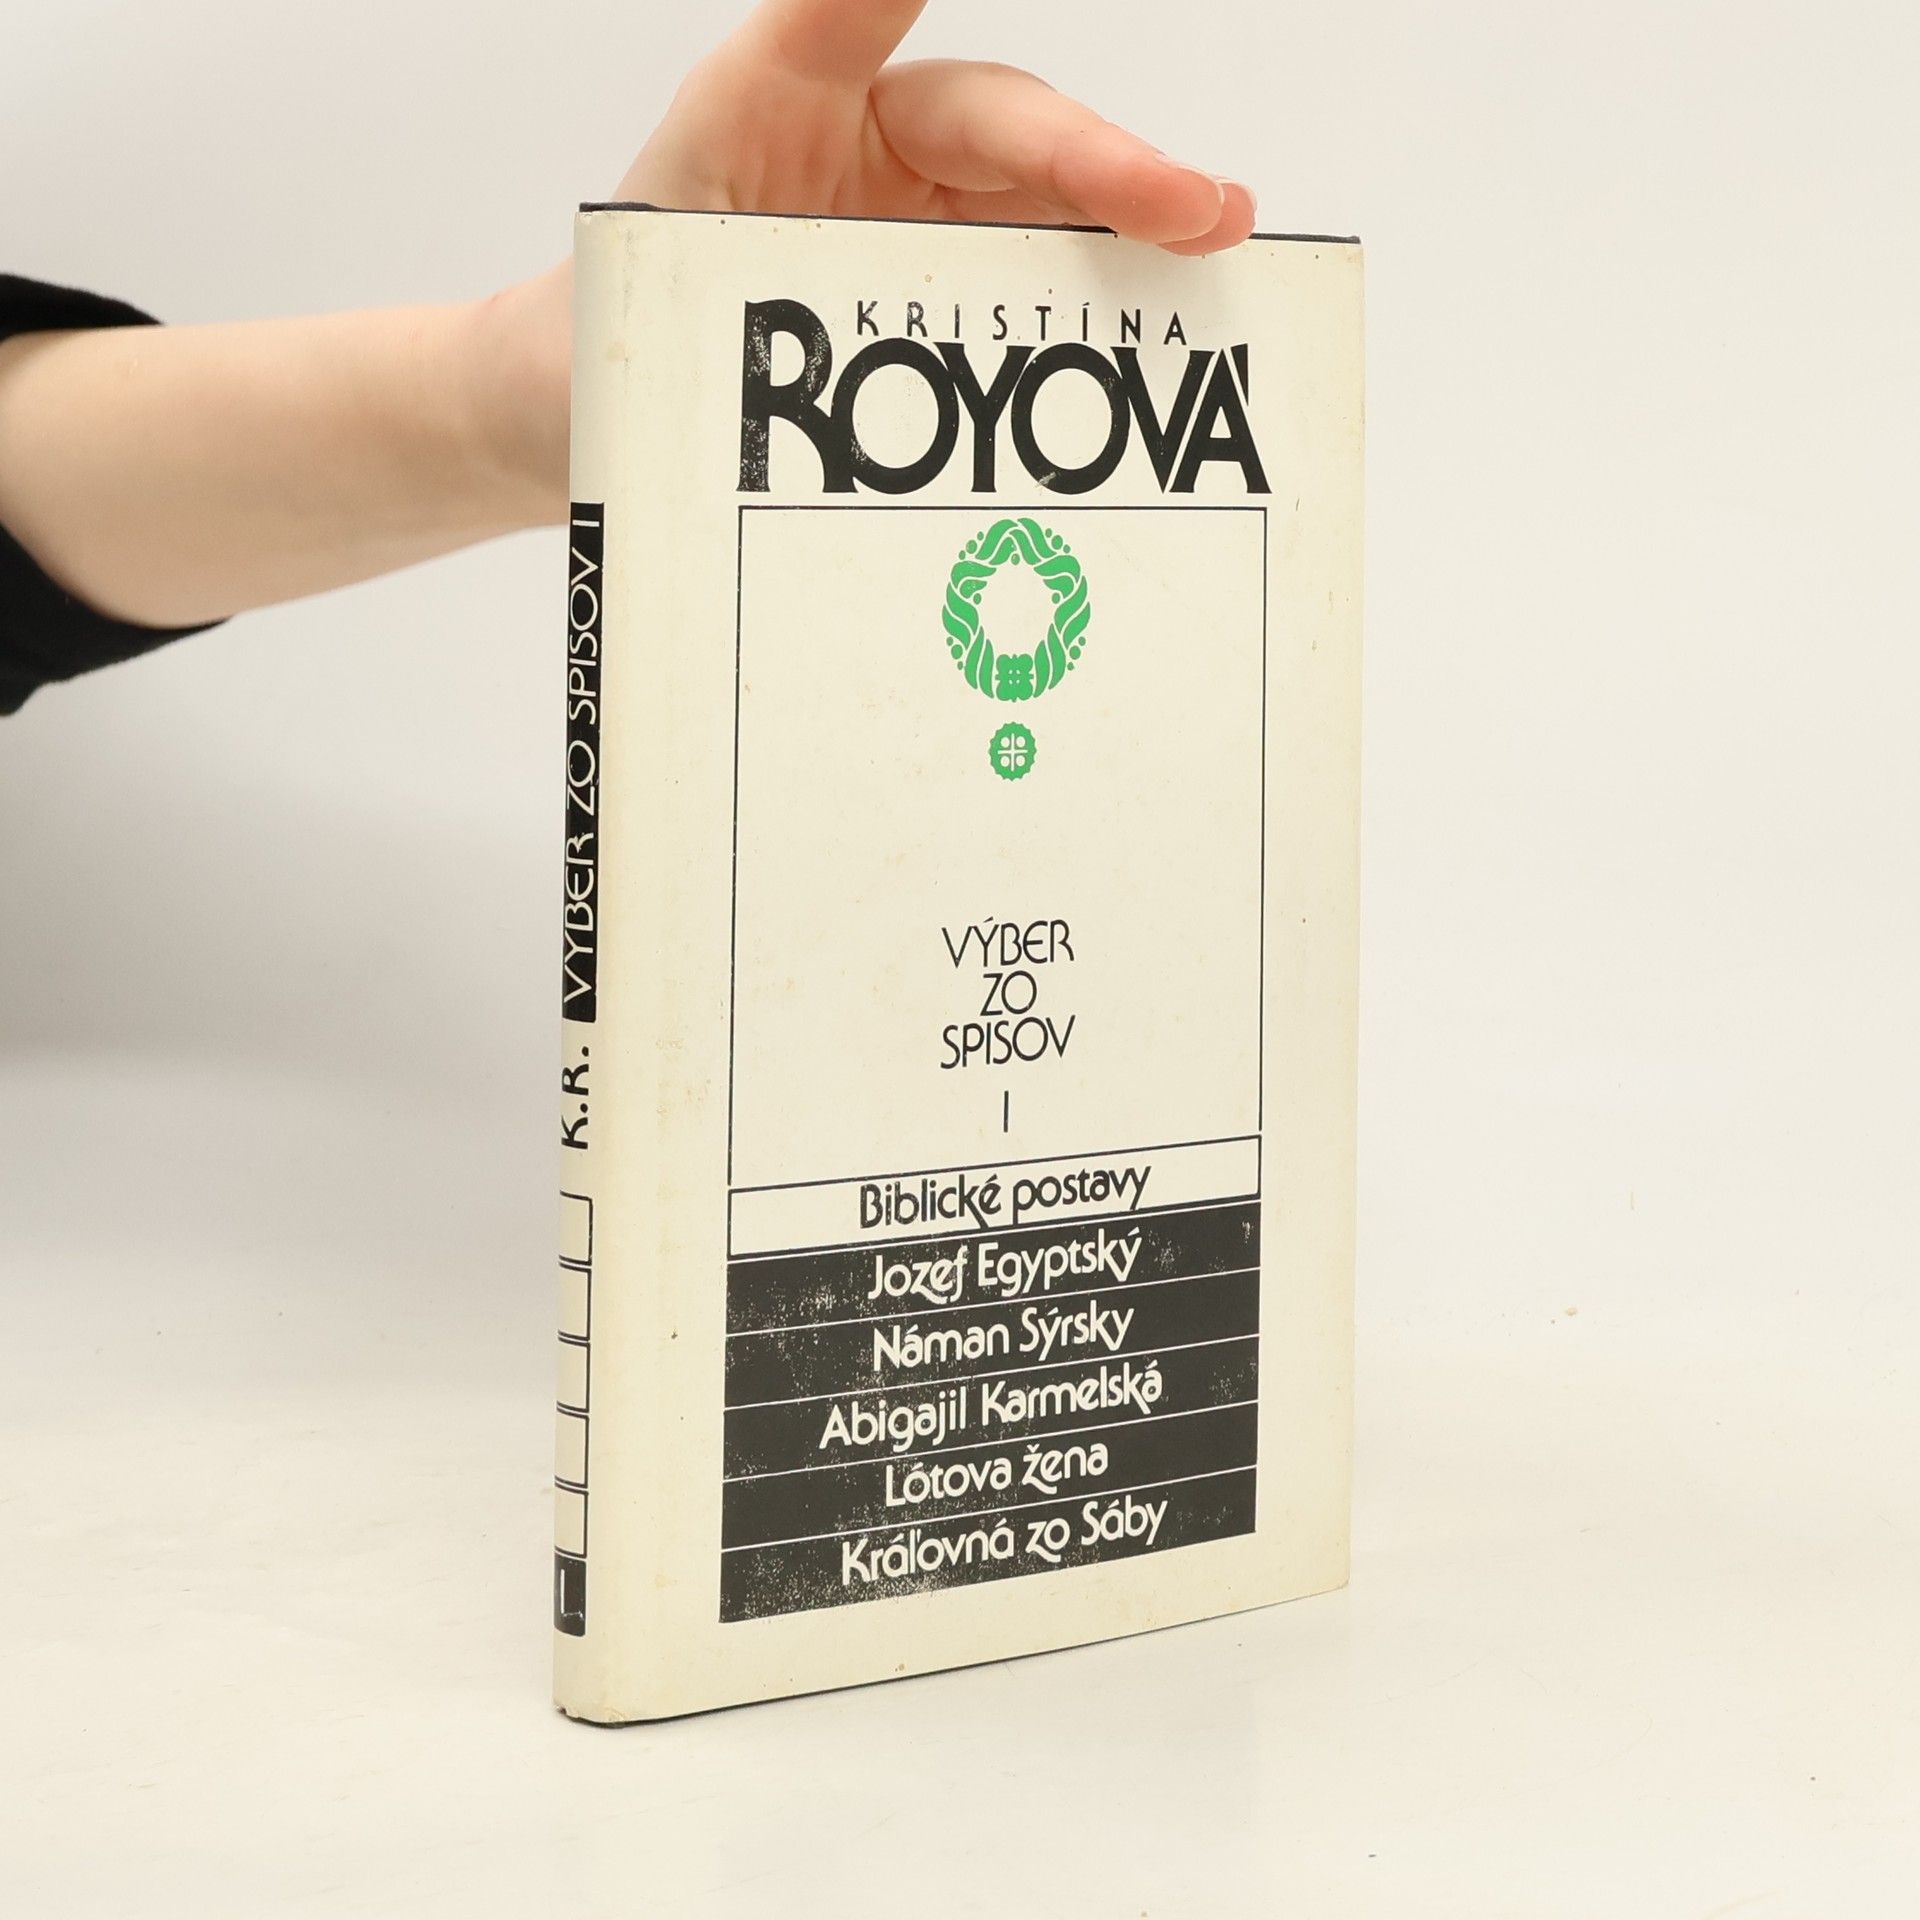 KRISTÍNA
ROYOVÁ
VÝBER
ZO
SPISOV
I
Biblické postavy
Jozef Egyptský
Náman Sýrsky
Abigajil Karmelská
Lótova žena
Kráľovná zo Sáby
K.R. VÝBER ZO SPISOV I
I